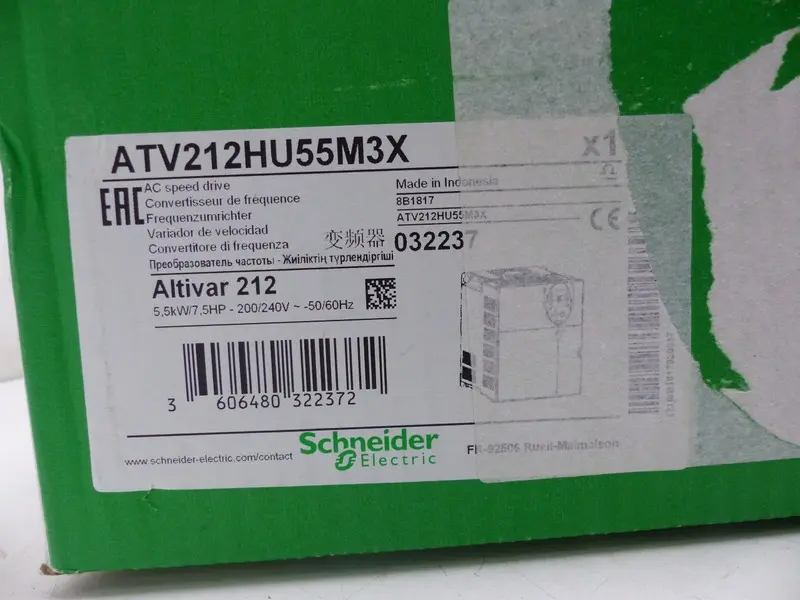 ATV212HU55M3X
x1
EAC
AC speed drive
Convertisseur de fréquence
Frequenzumrichter
Variador de velocidad
Convertitore di frequenza
变频器
Преобразователь частоты - Жиіліктің түрлендіргіші
Made in Indonesia
8B1817
ATV212HU55M3X
CE
032237
Altivar 212
5,5kW/7,5HP - 200/240V ~ -50/60Hz
3 606480 322372
www.schneider-electric.com/contact
Schneider
Electric
FR-92506 Rueil-Malmaison